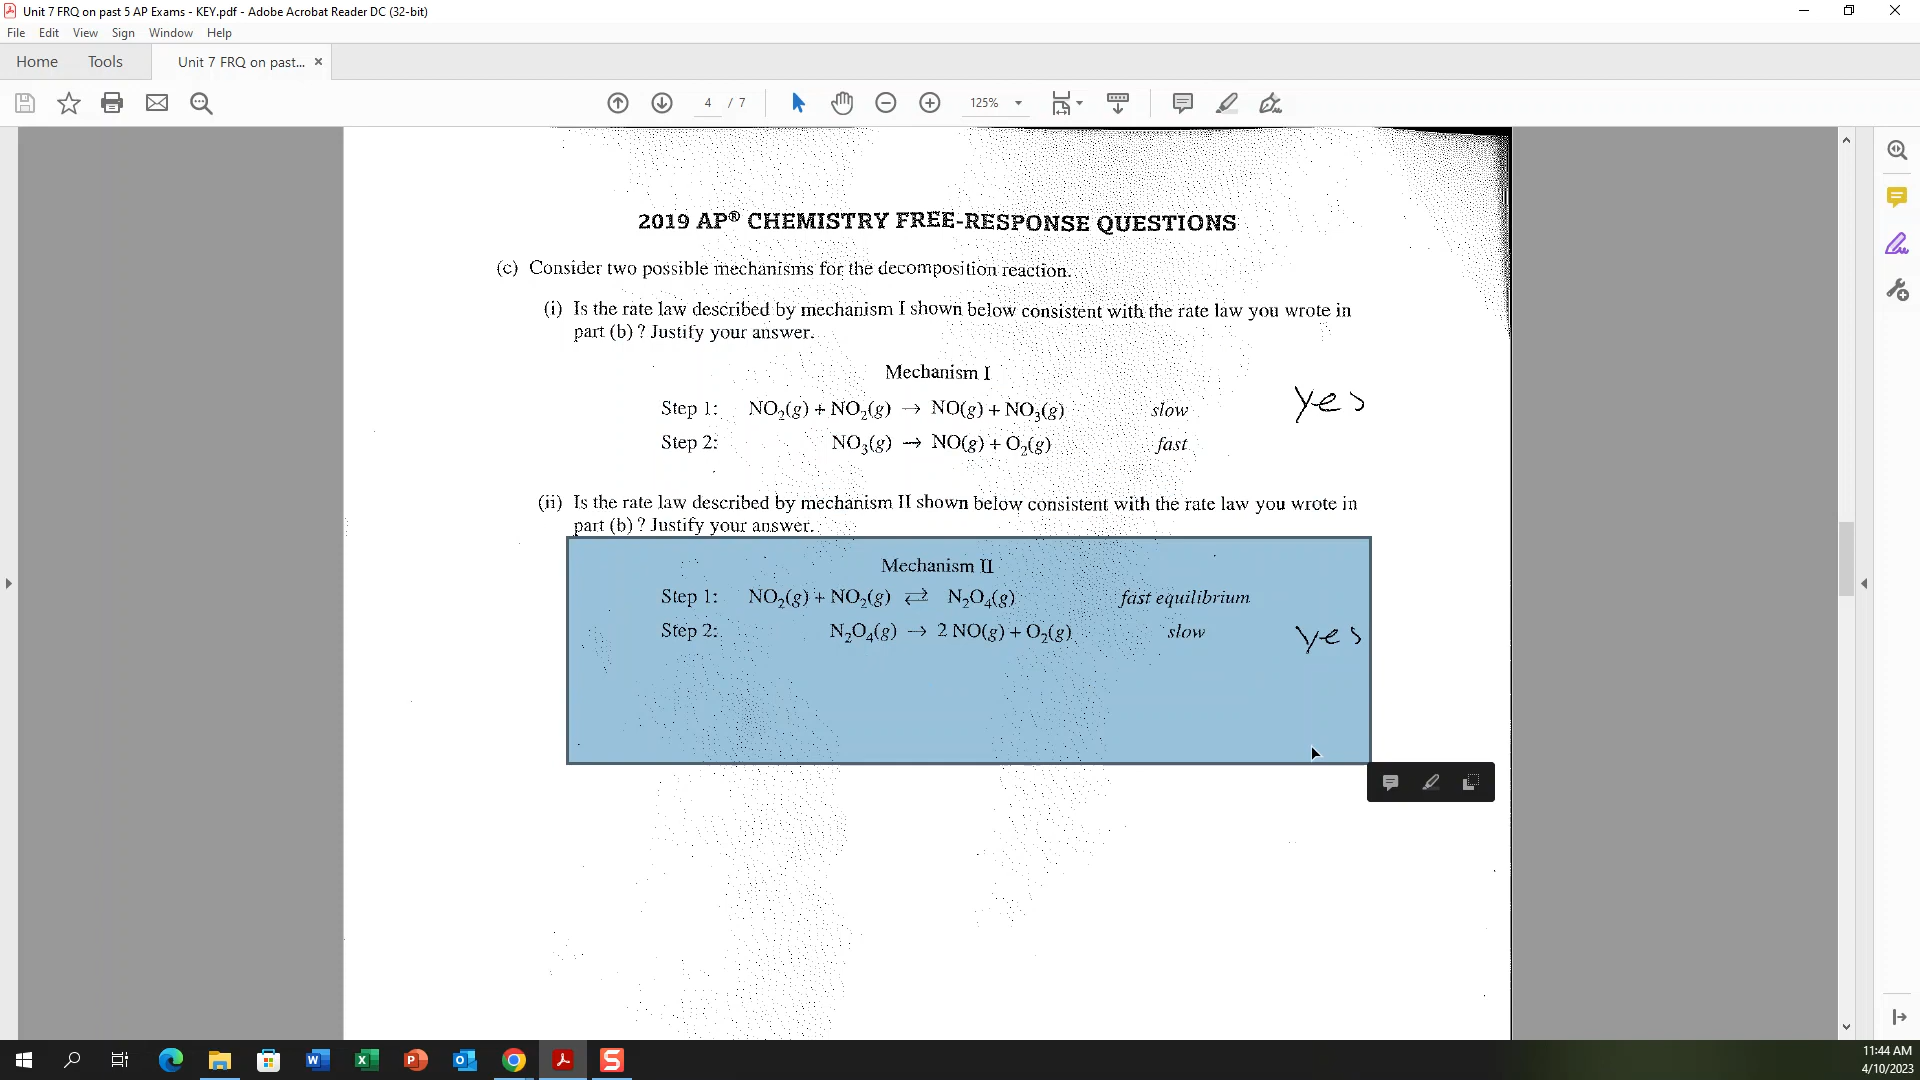 Unit 7 FRQ on past 5 AP Exams - KEY.pdf - Adobe Acrobat Reader DC (32-bit)
File Edit View Sign Window Help
Home Tools Unit 7 FRQ on past... ×
4 / 7 125%
2019 AP® CHEMISTRY FREE-RESPONSE QUESTIONS
(c) Consider two possible mechanisms for the decomposition reaction.
(i) Is the rate law described by mechanism I shown below consistent with the rate law you wrote in
part (b) ? Justify your answer.
Mechanism I
Step 1: NO₂(g) + NO₂(g) → NO(g) + NO₃(g) slow yes
Step 2: NO₃(g) → NO(g) + O₂(g) fast
(ii) Is the rate law described by mechanism II shown below consistent with the rate law you wrote in
part (b) ? Justify your answer.
Mechanism II
Step 1: NO₂(g) + NO₂(g) ⇄ N₂O₄(g) fast equilibrium
Step 2: N₂O₄(g) → 2 NO(g) + O₂(g) slow yes
11:44 AM
4/10/2023